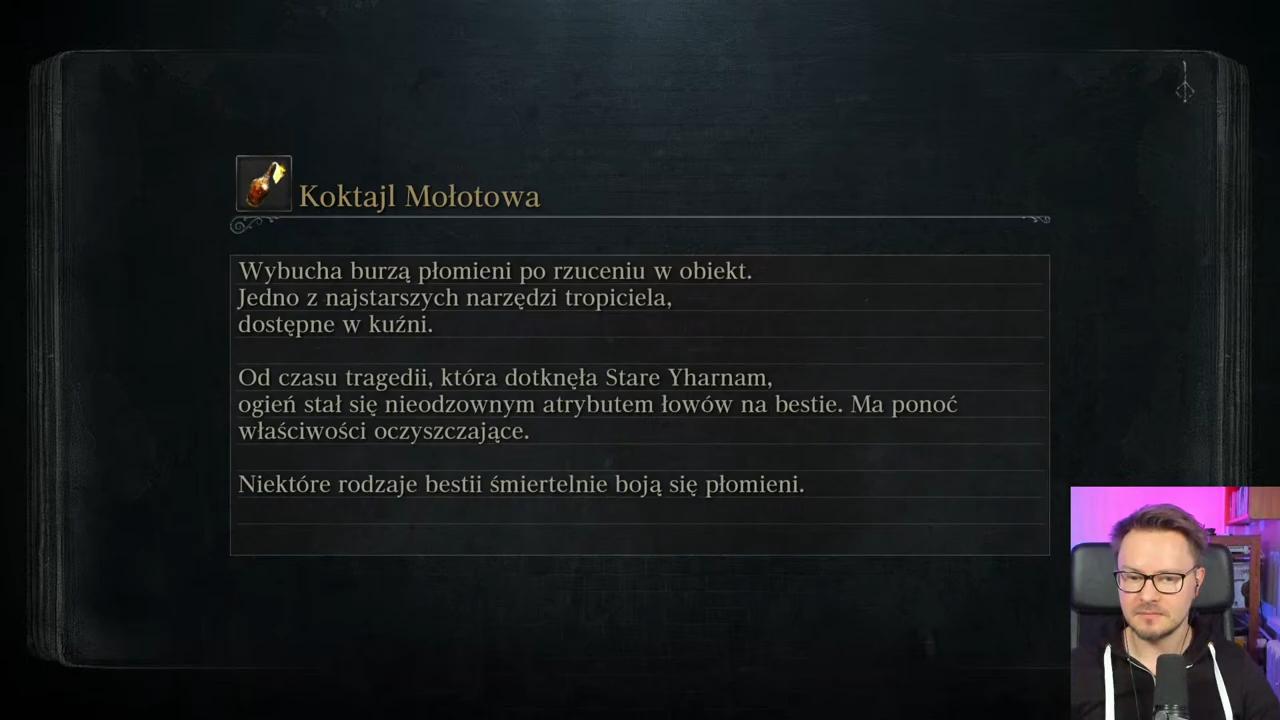 Koktajl Mołotowa
Wybucha burzą płomieni po rzuceniu w obiekt.
Jedno z najstarszych narzędzi tropiciela,
dostępne w kuźni.
Od czasu tragedii, która dotknęła Stare Yharnam,
ogień stał się nieodzownym atrybutem łowów na bestie. Ma ponoć
właściwości oczyszczające.
Niektóre rodzaje bestii śmiertelnie boją się płomieni.